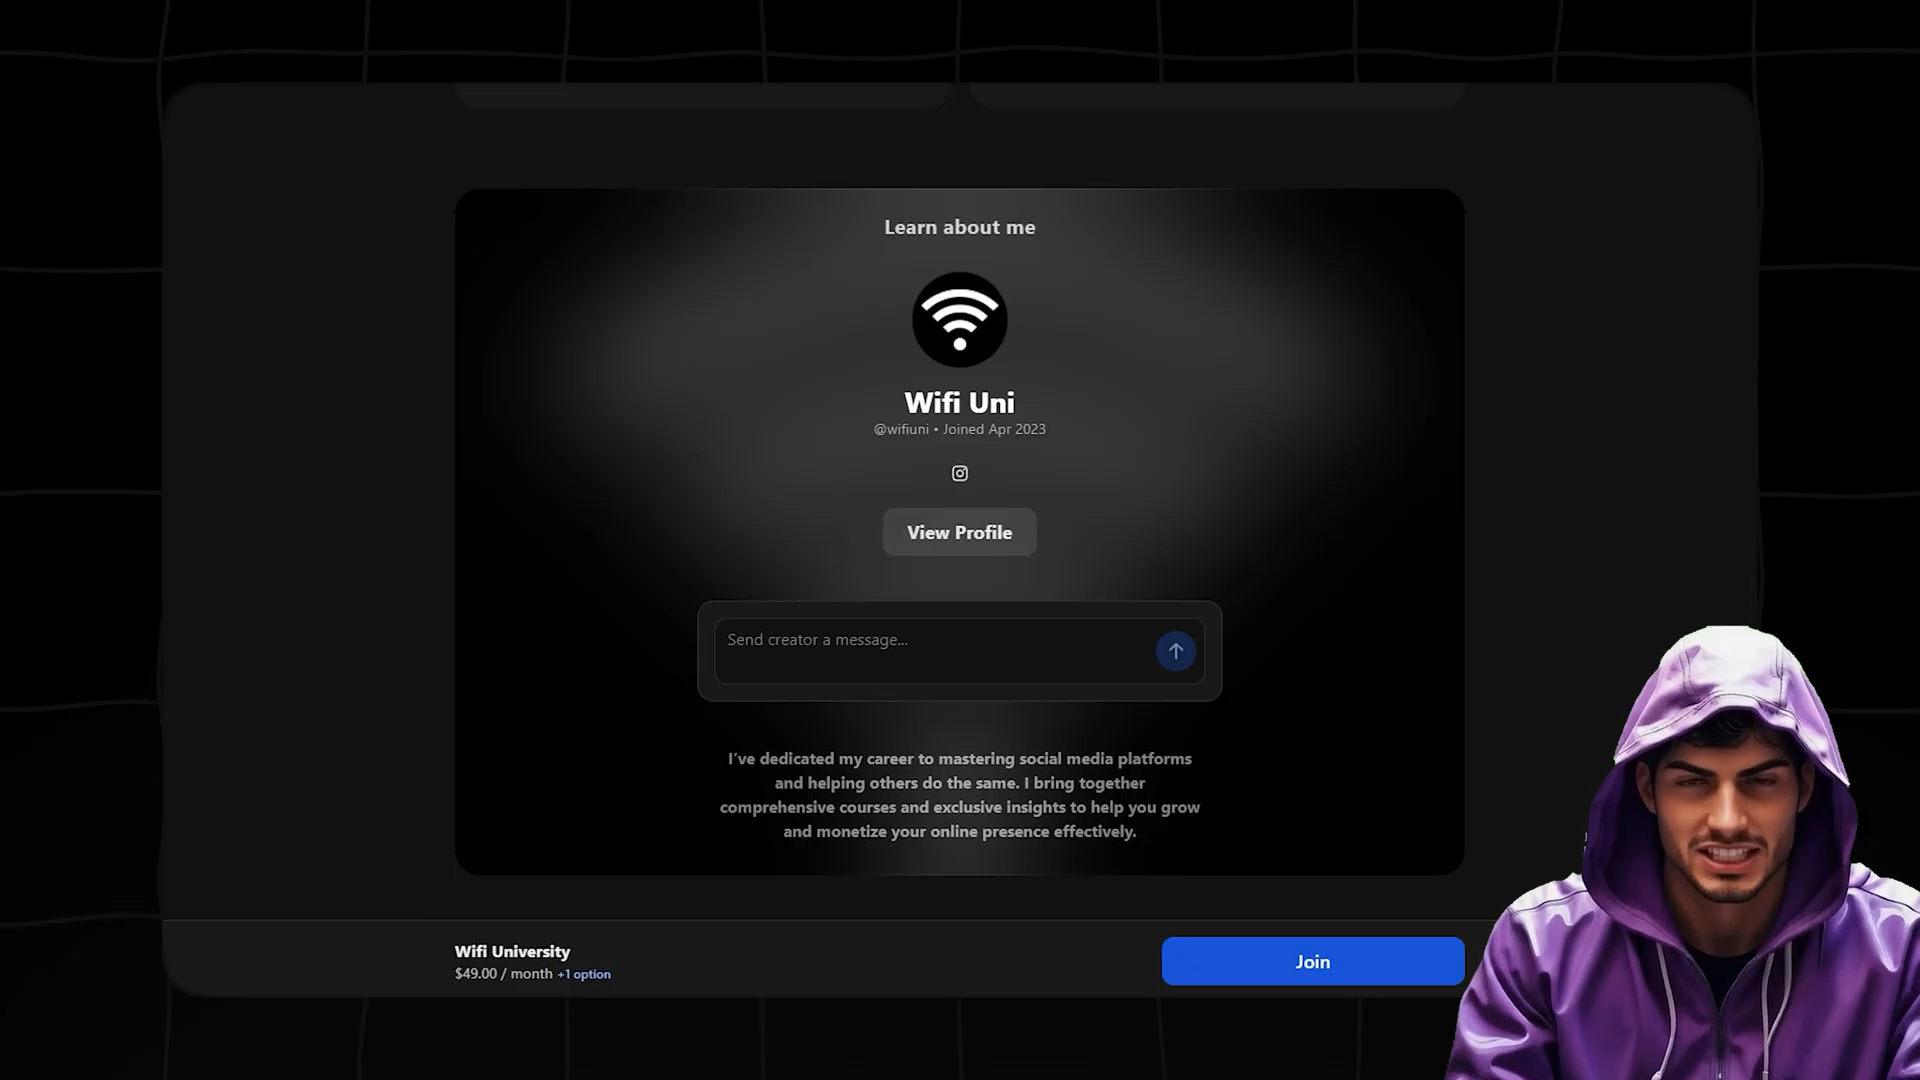 Learn about me
Wifi Uni
@wifiuni • Joined Apr 2023
View Profile
Send creator a message...
I've dedicated my career to mastering social media platforms
and helping others do the same. I bring together
comprehensive courses and exclusive insights to help you grow
and monetize your online presence effectively.
Wifi University
$49.00 / month +1 option
Join